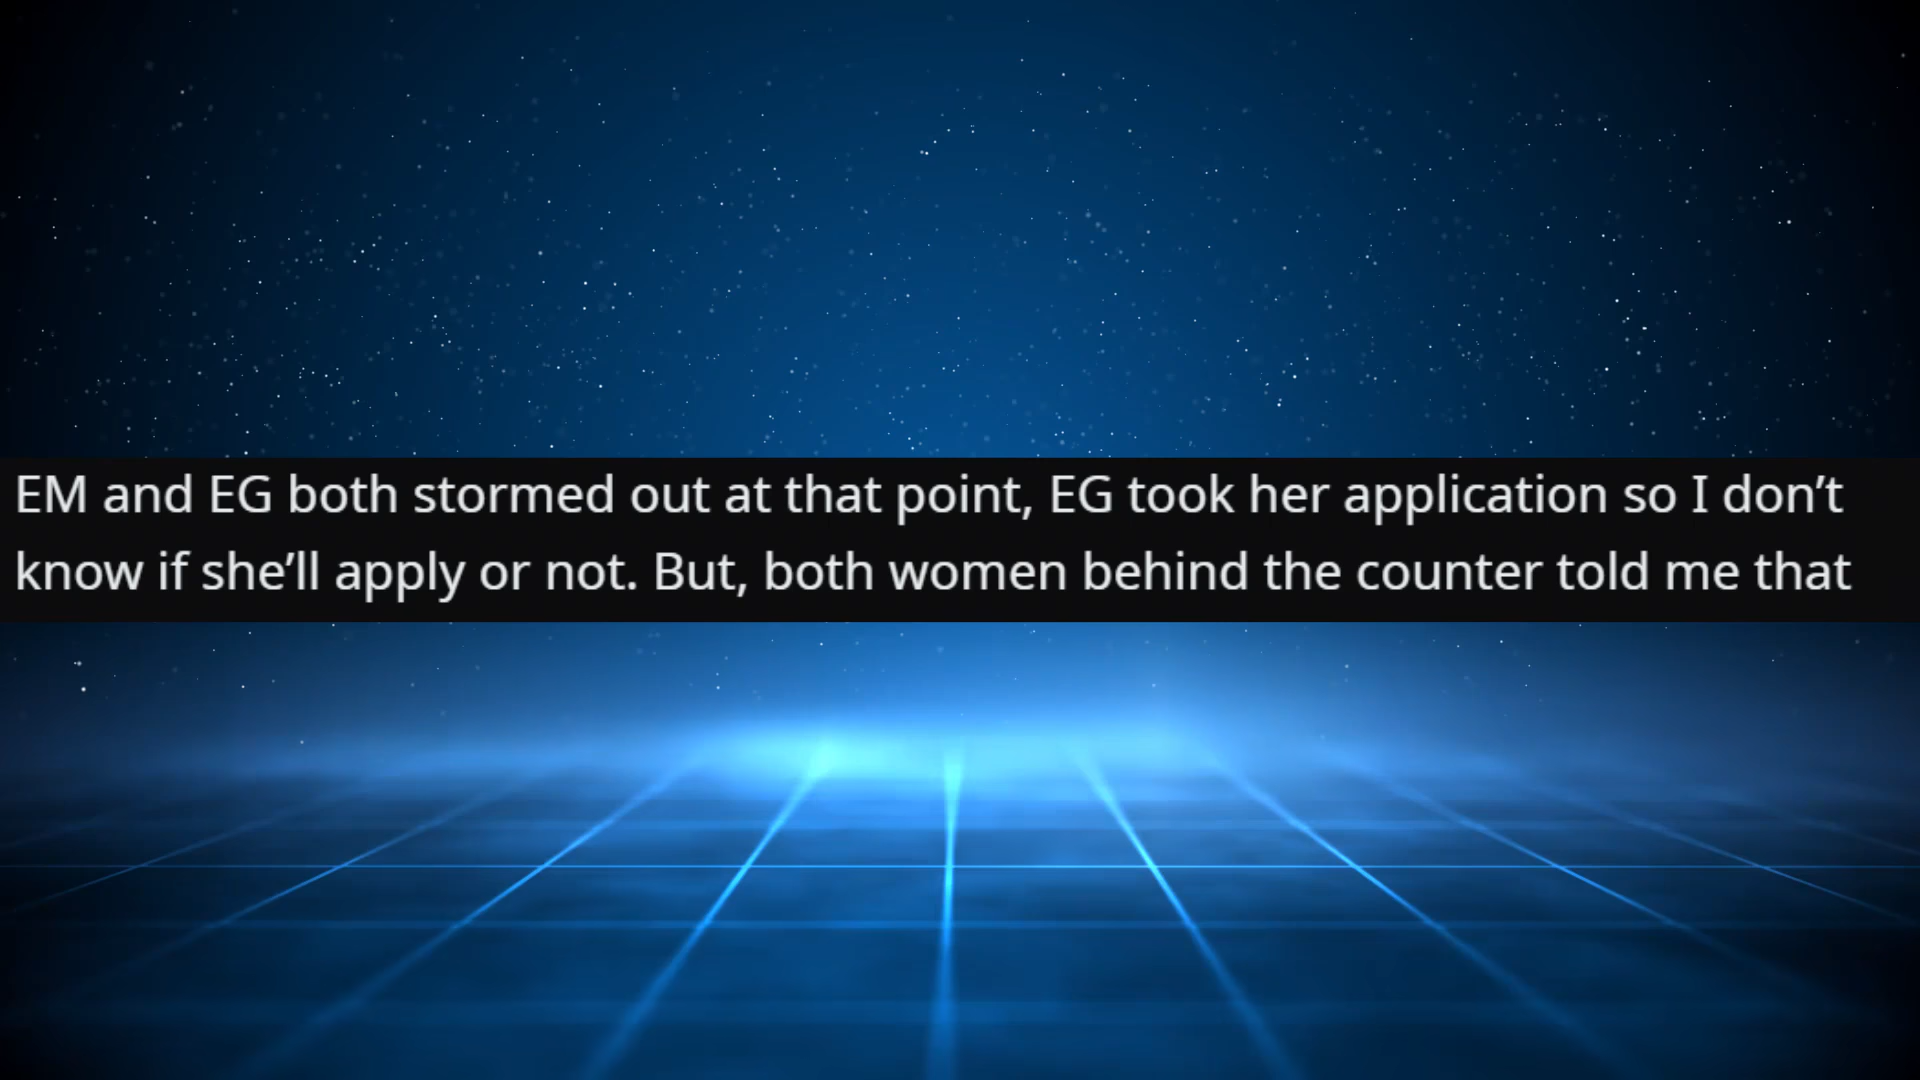 EM and EG both stormed out at that point, EG took her application so I don’t
know if she’ll apply or not. But, both women behind the counter told me that